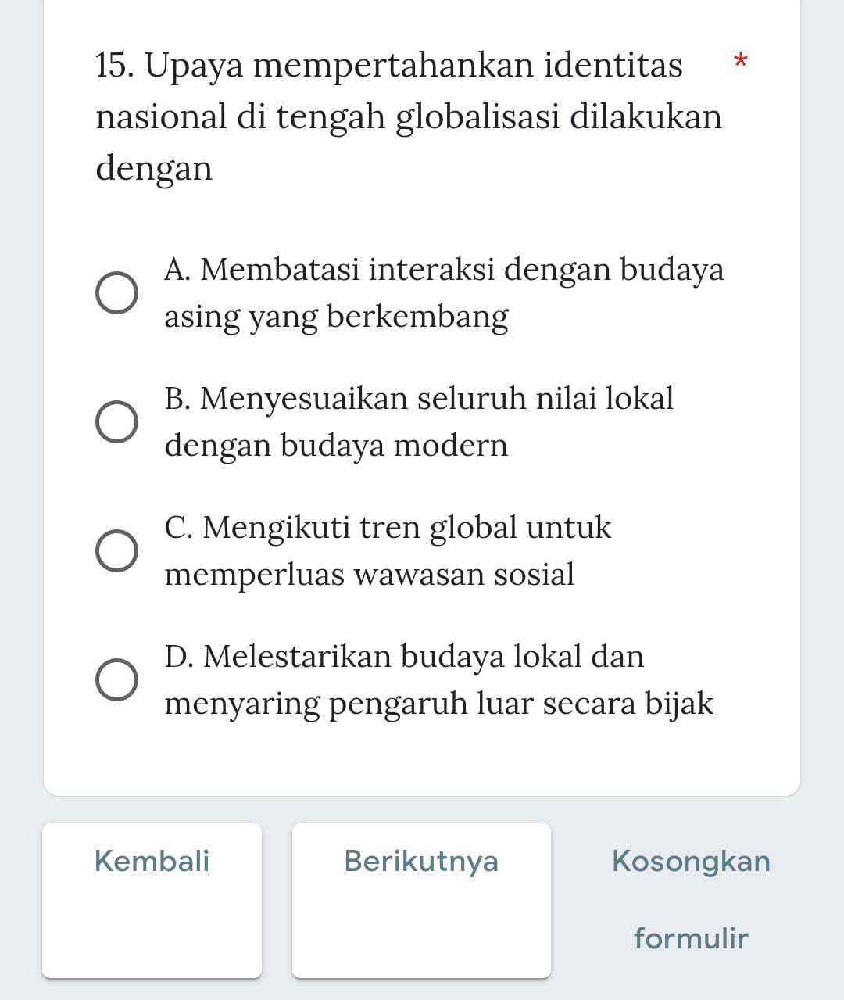 15. Upaya mempertahankan identitas *
nasional di tengah globalisasi dilakukan
dengan
A. Membatasi interaksi dengan budaya
asing yang berkembang
B. Menyesuaikan seluruh nilai lokal
dengan budaya modern
C. Mengikuti tren global untuk
memperluas wawasan sosial
D. Melestarikan budaya lokal dan
menyaring pengaruh luar secara bijak
Kembali
Berikutnya
Kosongkan
formulir